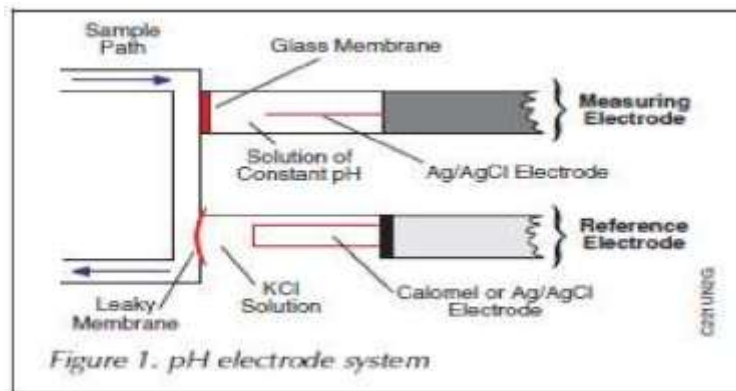 Sample
Path
Glass Membrane
Measuring
Electrode
Solution of
Constant pH
Ag/AgCl Electrode
Reference
Electrode
Leaky
Membrane
KCl
Solution
Calomel or Ag/AgCl
Electrode
C221UN2G
Figure 1. pH electrode system